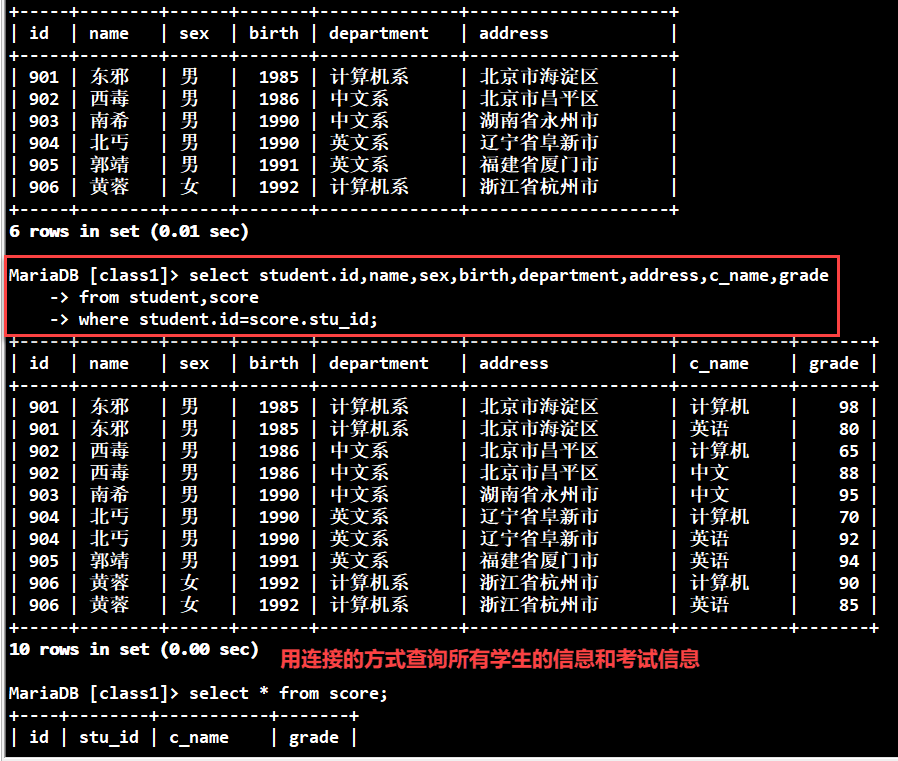 +-----+--------+------+-------+--------------+--------------------+
| id | name | sex | birth | department | address |
+-----+--------+------+-------+--------------+--------------------+
| 901 | 东邪 | 男 | 1985 | 计算机系 | 北京市海淀区 |
| 902 | 西毒 | 男 | 1986 | 中文系 | 北京市昌平区 |
| 903 | 南希 | 男 | 1990 | 中文系 | 湖南省永州市 |
| 904 | 北丐 | 男 | 1990 | 英文系 | 辽宁省阜新市 |
| 905 | 郭靖 | 男 | 1991 | 英文系 | 福建省厦门市 |
| 906 | 黄蓉 | 女 | 1992 | 计算机系 | 浙江省杭州市 |
+-----+--------+------+-------+--------------+--------------------+
6 rows in set (0.01 sec)
MariaDB [class1]> select student.id,name,sex,birth,department,address,c_name,grade
-> from student,score
-> where student.id=score.stu_id;
+-----+--------+------+-------+--------------+--------------------+-----------+-------+
| id | name | sex | birth | department | address | c_name | grade |
+-----+--------+------+-------+--------------+--------------------+-----------+-------+
| 901 | 东邪 | 男 | 1985 | 计算机系 | 北京市海淀区 | 计算机 | 98 |
| 901 | 东邪 | 男 | 1985 | 计算机系 | 北京市海淀区 | 英语 | 80 |
| 902 | 西毒 | 男 | 1986 | 中文系 | 北京市昌平区 | 计算机 | 65 |
| 902 | 西毒 | 男 | 1986 | 中文系 | 北京市昌平区 | 中文 | 88 |
| 903 | 南希 | 男 | 1990 | 中文系 | 湖南省永州市 | 中文 | 95 |
| 904 | 北丐 | 男 | 1990 | 英文系 | 辽宁省阜新市 | 计算机 | 70 |
| 904 | 北丐 | 男 | 1990 | 英文系 | 辽宁省阜新市 | 英语 | 92 |
| 905 | 郭靖 | 男 | 1991 | 英文系 | 福建省厦门市 | 英语 | 94 |
| 906 | 黄蓉 | 女 | 1992 | 计算机系 | 浙江省杭州市 | 计算机 | 90 |
| 906 | 黄蓉 | 女 | 1992 | 计算机系 | 浙江省杭州市 | 英语 | 85 |
+-----+--------+------+-------+--------------+--------------------+-----------+-------+
10 rows in set (0.00 sec)
用连接的方式查询所有学生的信息和考试信息
MariaDB [class1]> select * from score;
+----+--------+-----------+-------+
| id | stu_id | c_name | grade |